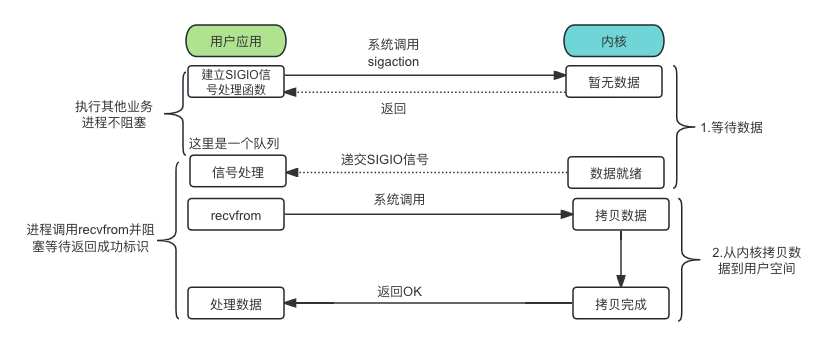 用户应用
内核
系统调用
sigaction
建立SIGIO信
号处理函数
暂无数据
执行其他业务
进程不阻塞
返回
1.等待数据
这里是一个队列
递交SIGIO信号
信号处理
数据就绪
系统调用
recvfrom
拷贝数据
进程调用recvfrom并阻
塞等待返回成功标识
2.从内核拷贝数
据到用户空间
返回OK
处理数据
拷贝完成